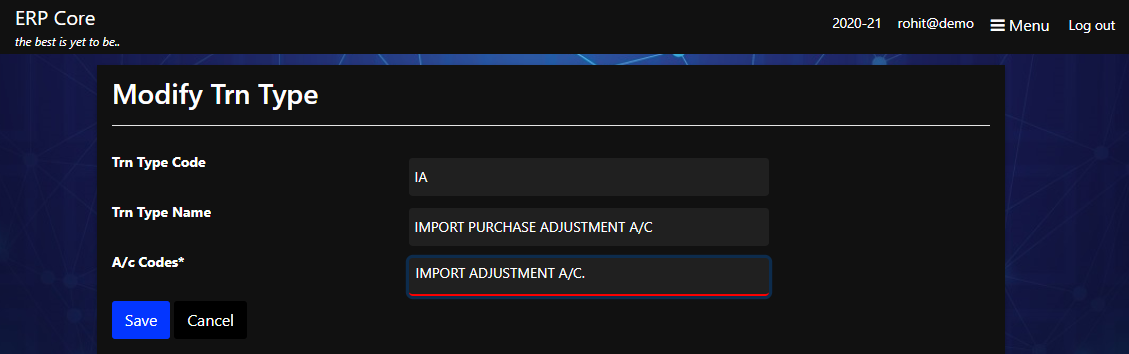 ERP Core
the best is yet to be..
2020-21 rohit@demo Menu Log out
Modify Trn Type
Trn Type Code
IA
Trn Type Name
IMPORT PURCHASE ADJUSTMENT A/C
A/c Codes*
IMPORT ADJUSTMENT A/C.
Save Cancel